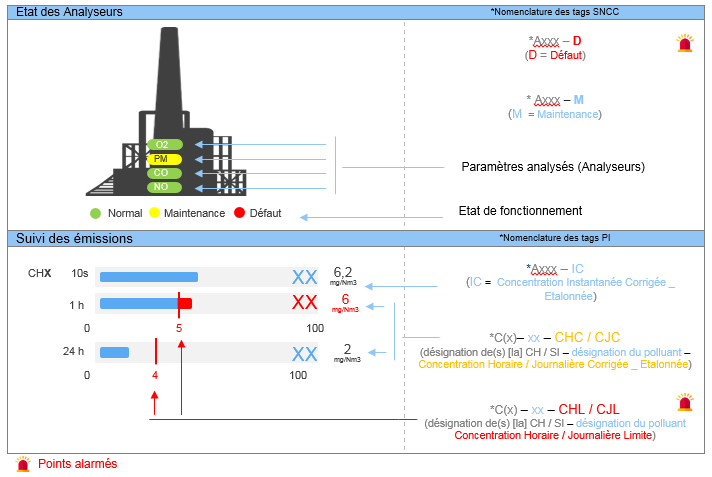 Etat des Analyseurs
*Nomenclature des tags SNCC
*Axxx – D
(D = Défaut)
* Axxx – M
(M = Maintenance)
O2
PM
CO
NO
Paramètres analysés (Analyseurs)
Normal
Maintenance
Défaut
Etat de fonctionnement
Suivi des émissions
*Nomenclature des tags PI
CHX
10s
XX
6,2
mg/Nm3
*Axxx – IC
(IC = Concentration Instantanée Corrigée _
Etalonnée)
1 h
XX
6
mg/Nm3
0
5
100
*C(x)– xx – CHC / CJC
(désignation de(s) [la] CH / SI – désignation du polluant –
Concentration Horaire / Journalière Corrigée _ Etalonnée)
24 h
XX
2
mg/Nm3
0
4
100
*C(x) – xx – CHL / CJL
(désignation de(s) [la] CH / SI – désignation du polluant
Concentration Horaire / Journalière Limite)
Points alarmés